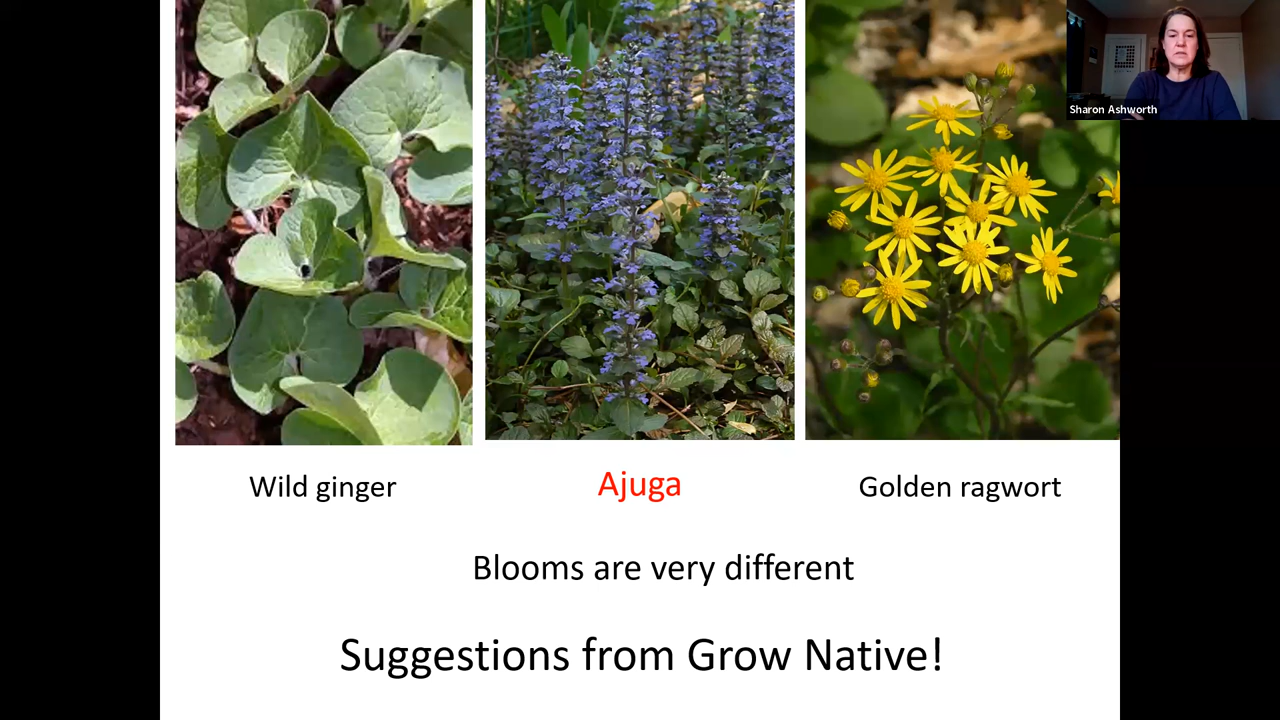 Sharon Ashworth
Wild ginger
Ajuga
Golden ragwort
Blooms are very different
Suggestions from Grow Native!